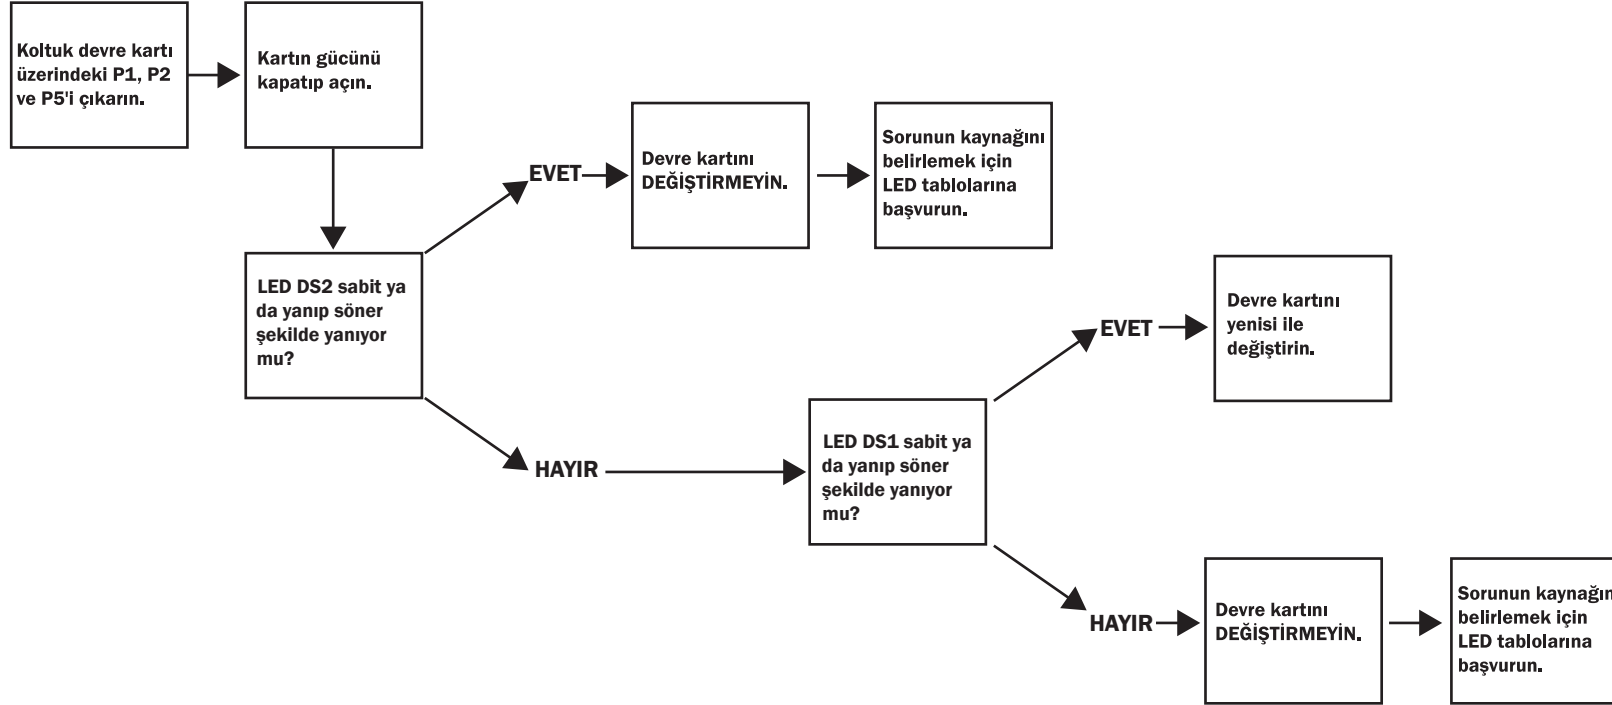 Koltuk devre kartı
üzerindeki P1, P2
ve P5'i çıkarın.
Kartın gücünü
kapatıp açın.
LED DS2 sabit ya
da yanıp söner
şekilde yanıyor
mu?
EVET
Devre kartını
DEĞİŞTİRMEYİN.
Sorunun kaynağını
belirlemek için
LED tablolarına
başvurun.
HAYIR
LED DS1 sabit ya
da yanıp söner
şekilde yanıyor
mu?
EVET
Devre kartını
yenisi ile
değiştirin.
HAYIR
Devre kartını
DEĞİŞTİRMEYİN.
Sorunun kaynağın
belirlemek için
LED tablolarına
başvurun.